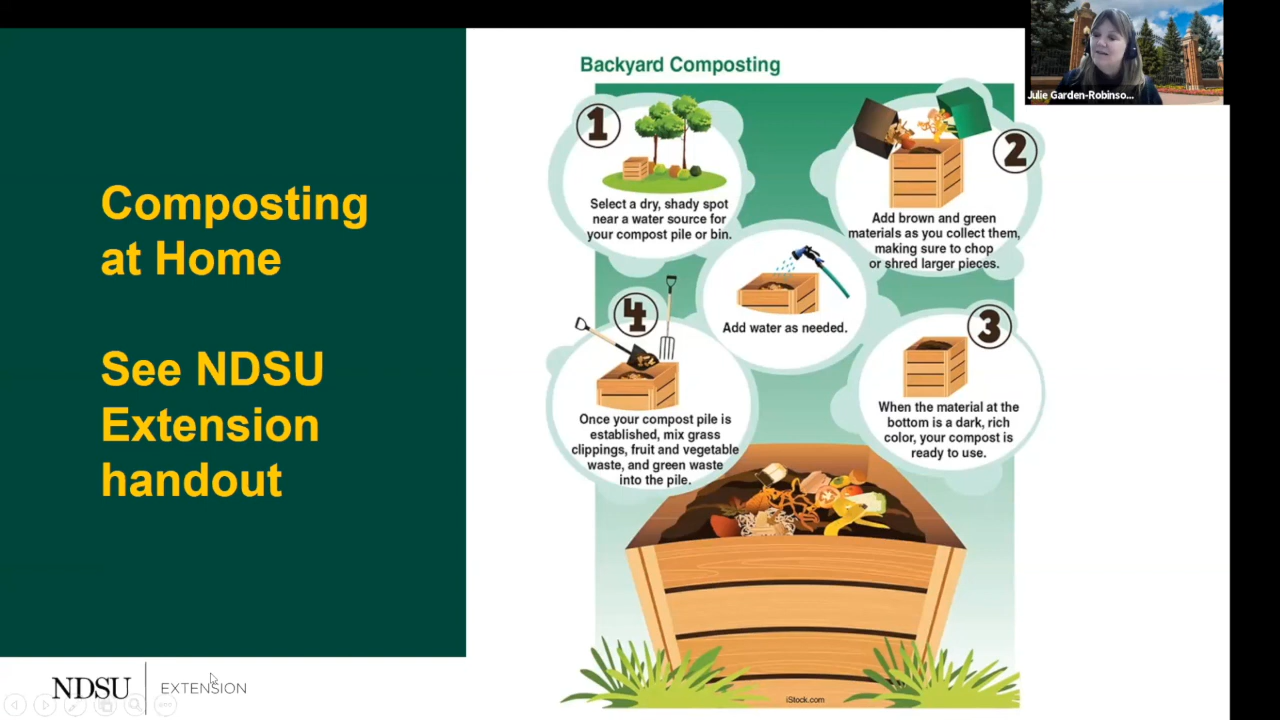 Composting
at Home
See NDSU
Extension
handout
NDSU
EXTENSION
Backyard Composting
1
Select a dry, shady spot
near a water source for
your compost pile or bin.
2
Add brown and green
materials as you collect them,
making sure to chop
or shred larger pieces.
Add water as needed.
4
Once your compost pile is
established, mix grass
clippings, fruit and vegetable
waste, and green waste
into the pile.
3
When the material at the
bottom is a dark, rich
color, your compost is
ready to use.
iStock.com
Julie Garden-Robinso...